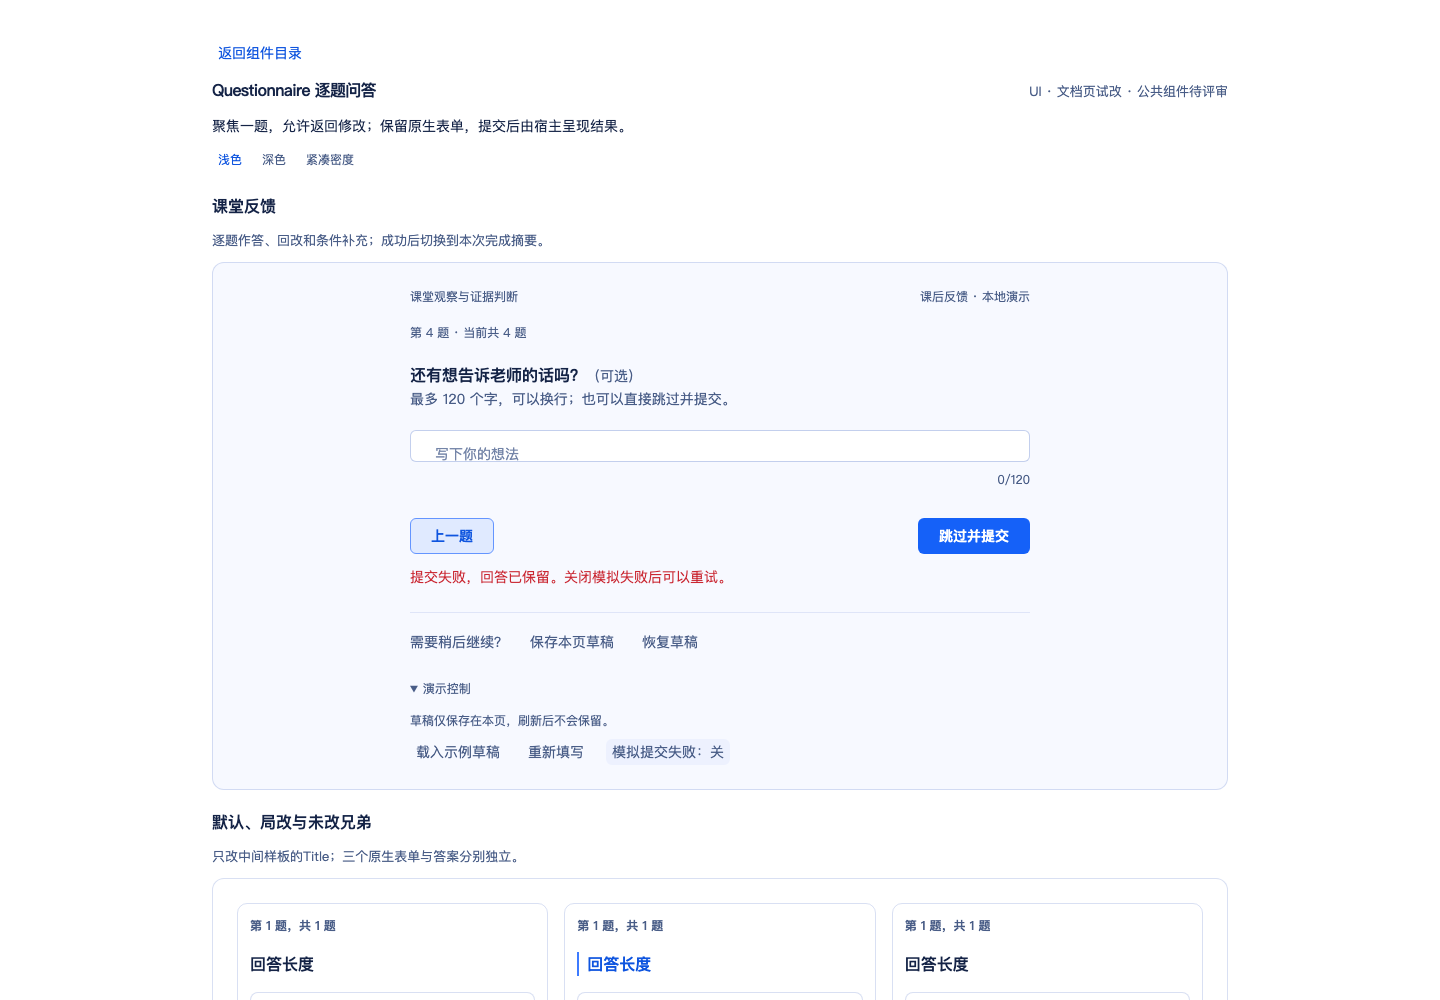 返回组件目录
Questionnaire 逐题问答
UI · 文档页试改 · 公共组件待评审
聚焦一题，允许返回修改；保留原生表单，提交后由宿主呈现结果。
浅色 深色 紧凑密度
课堂反馈
逐题作答、回改和条件补充；成功后切换到本次完成摘要。
课堂观察与证据判断
课后反馈 · 本地演示
第 4 题 · 当前共 4 题
还有想告诉老师的话吗？（可选）
最多 120 个字，可以换行；也可以直接跳过并提交。
写下你的想法
0/120
上一题
跳过并提交
提交失败，回答已保留。关闭模拟失败后可以重试。
需要稍后继续？ 保存本页草稿 恢复草稿
▼ 演示控制
草稿仅保存在本页，刷新后不会保留。
载入示例草稿 重新填写 模拟提交失败：关
默认、局改与未改兄弟
只改中间样板的Title；三个原生表单与答案分别独立。
第 1 题，共 1 题
回答长度
第 1 题，共 1 题
回答长度
第 1 题，共 1 题
回答长度